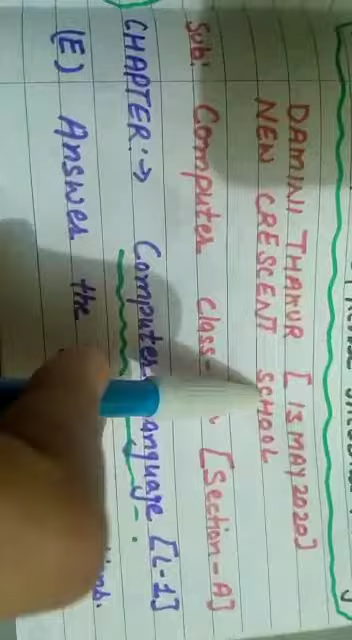 DAMINI THAKUR [13 MAY 2020]
NEW CRESCENT SCHOOL
Sub: Computer Class- [Section-A]
CHAPTER:→ Computer Language [L-1]
(E) Answer the